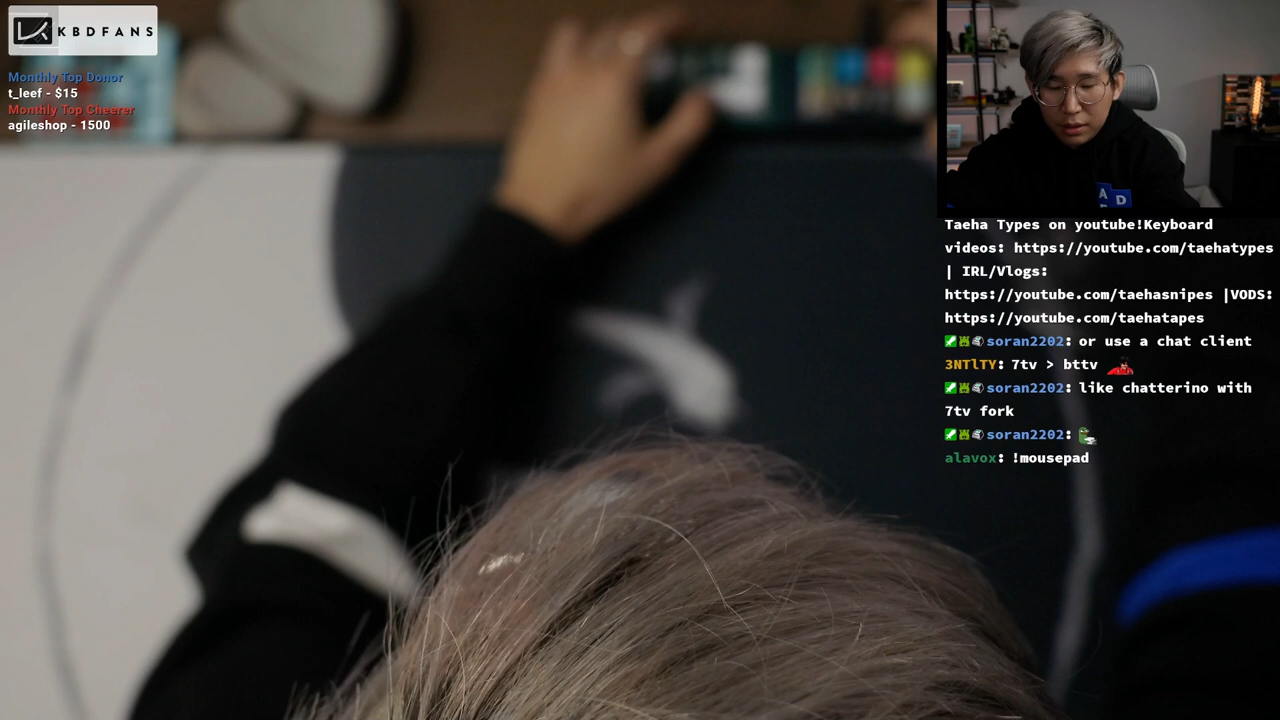 KBDFANS
Monthly Top Donor
t_leef - $15
Monthly Top Cheerer
agileshop - 1500
A D
Taeha Types on youtube!Keyboard
videos: https://youtube.com/taehatypes
| IRL/Vlogs:
https://youtube.com/taehasnipes |VODS:
https://youtube.com/taehatapes
soran2202: or use a chat client
3NTlTY: 7tv > bttv
soran2202: like chatterino with
7tv fork
soran2202:
alavox: !mousepad